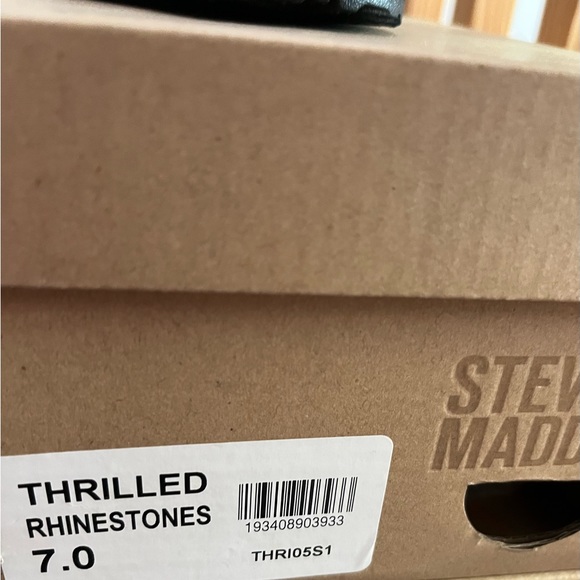 STEV
MADD
THRILLED
RHINESTONES
7.0
193408903933
THRI05S1